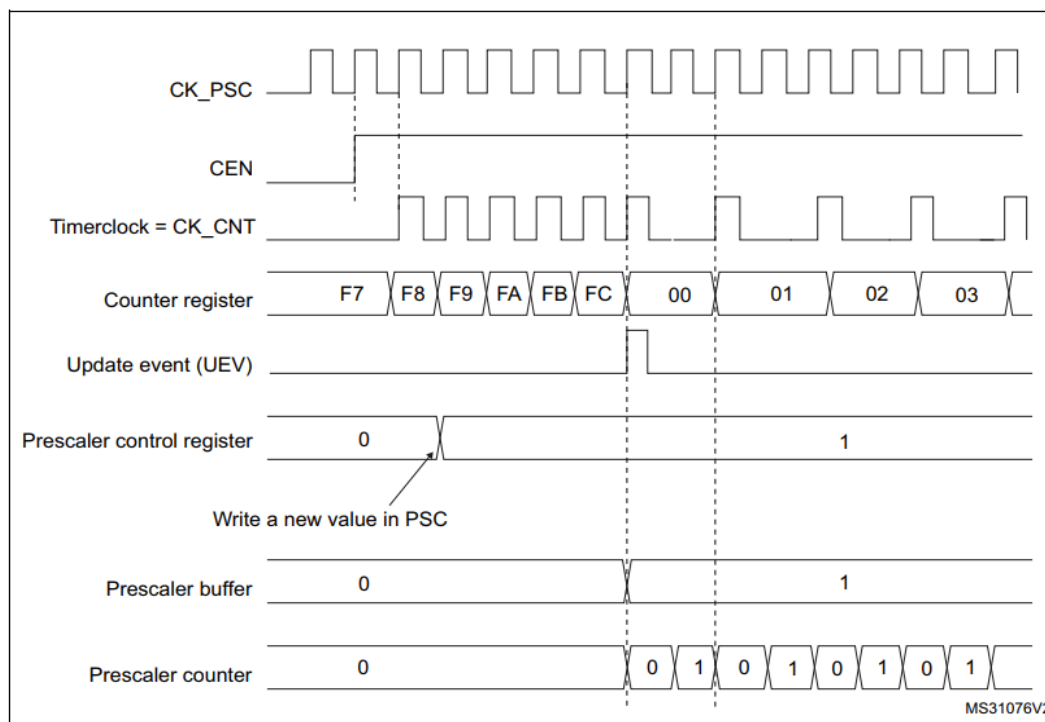 CK_PSC
CEN
Timerclock = CK_CNT
Counter register F7 F8 F9 FA FB FC 00 01 02 03
Update event (UEV)
Prescaler control register 0 1
Write a new value in PSC
Prescaler buffer 0 1
Prescaler counter 0 0 1 0 1 0 1 0 1
MS31076V2